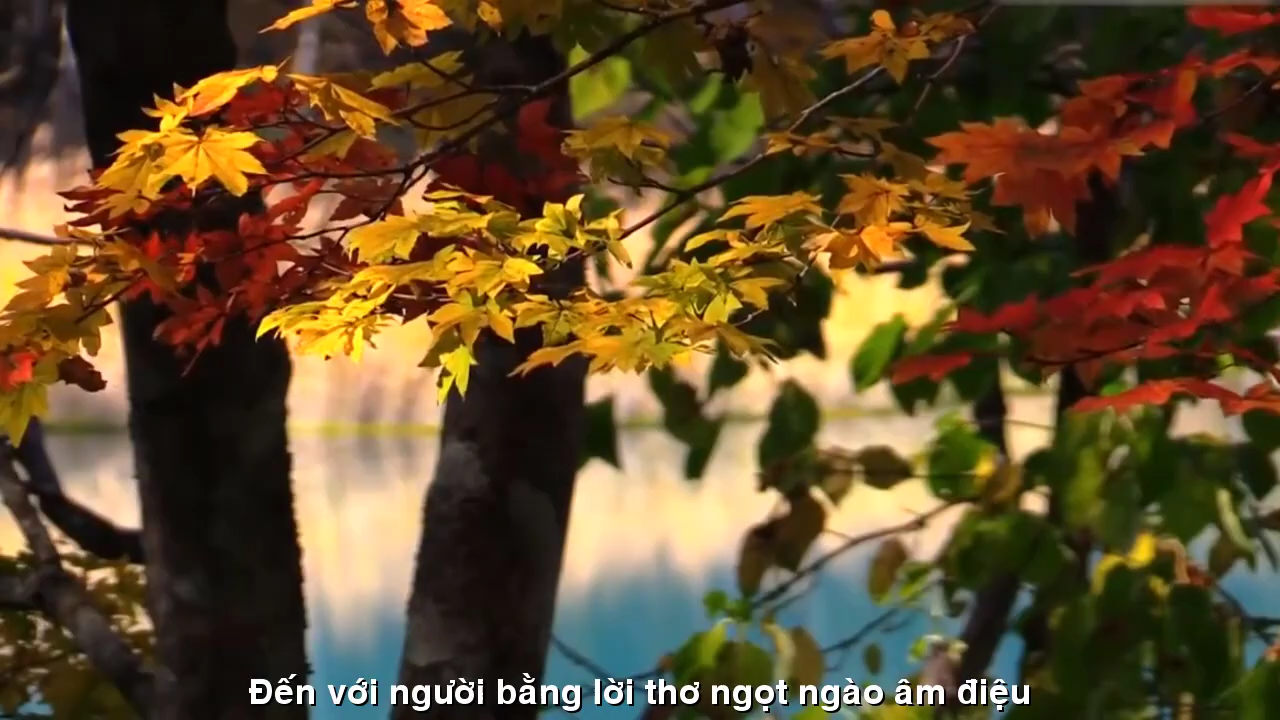 Đến với người bằng lời thơ ngọt ngào âm điệu